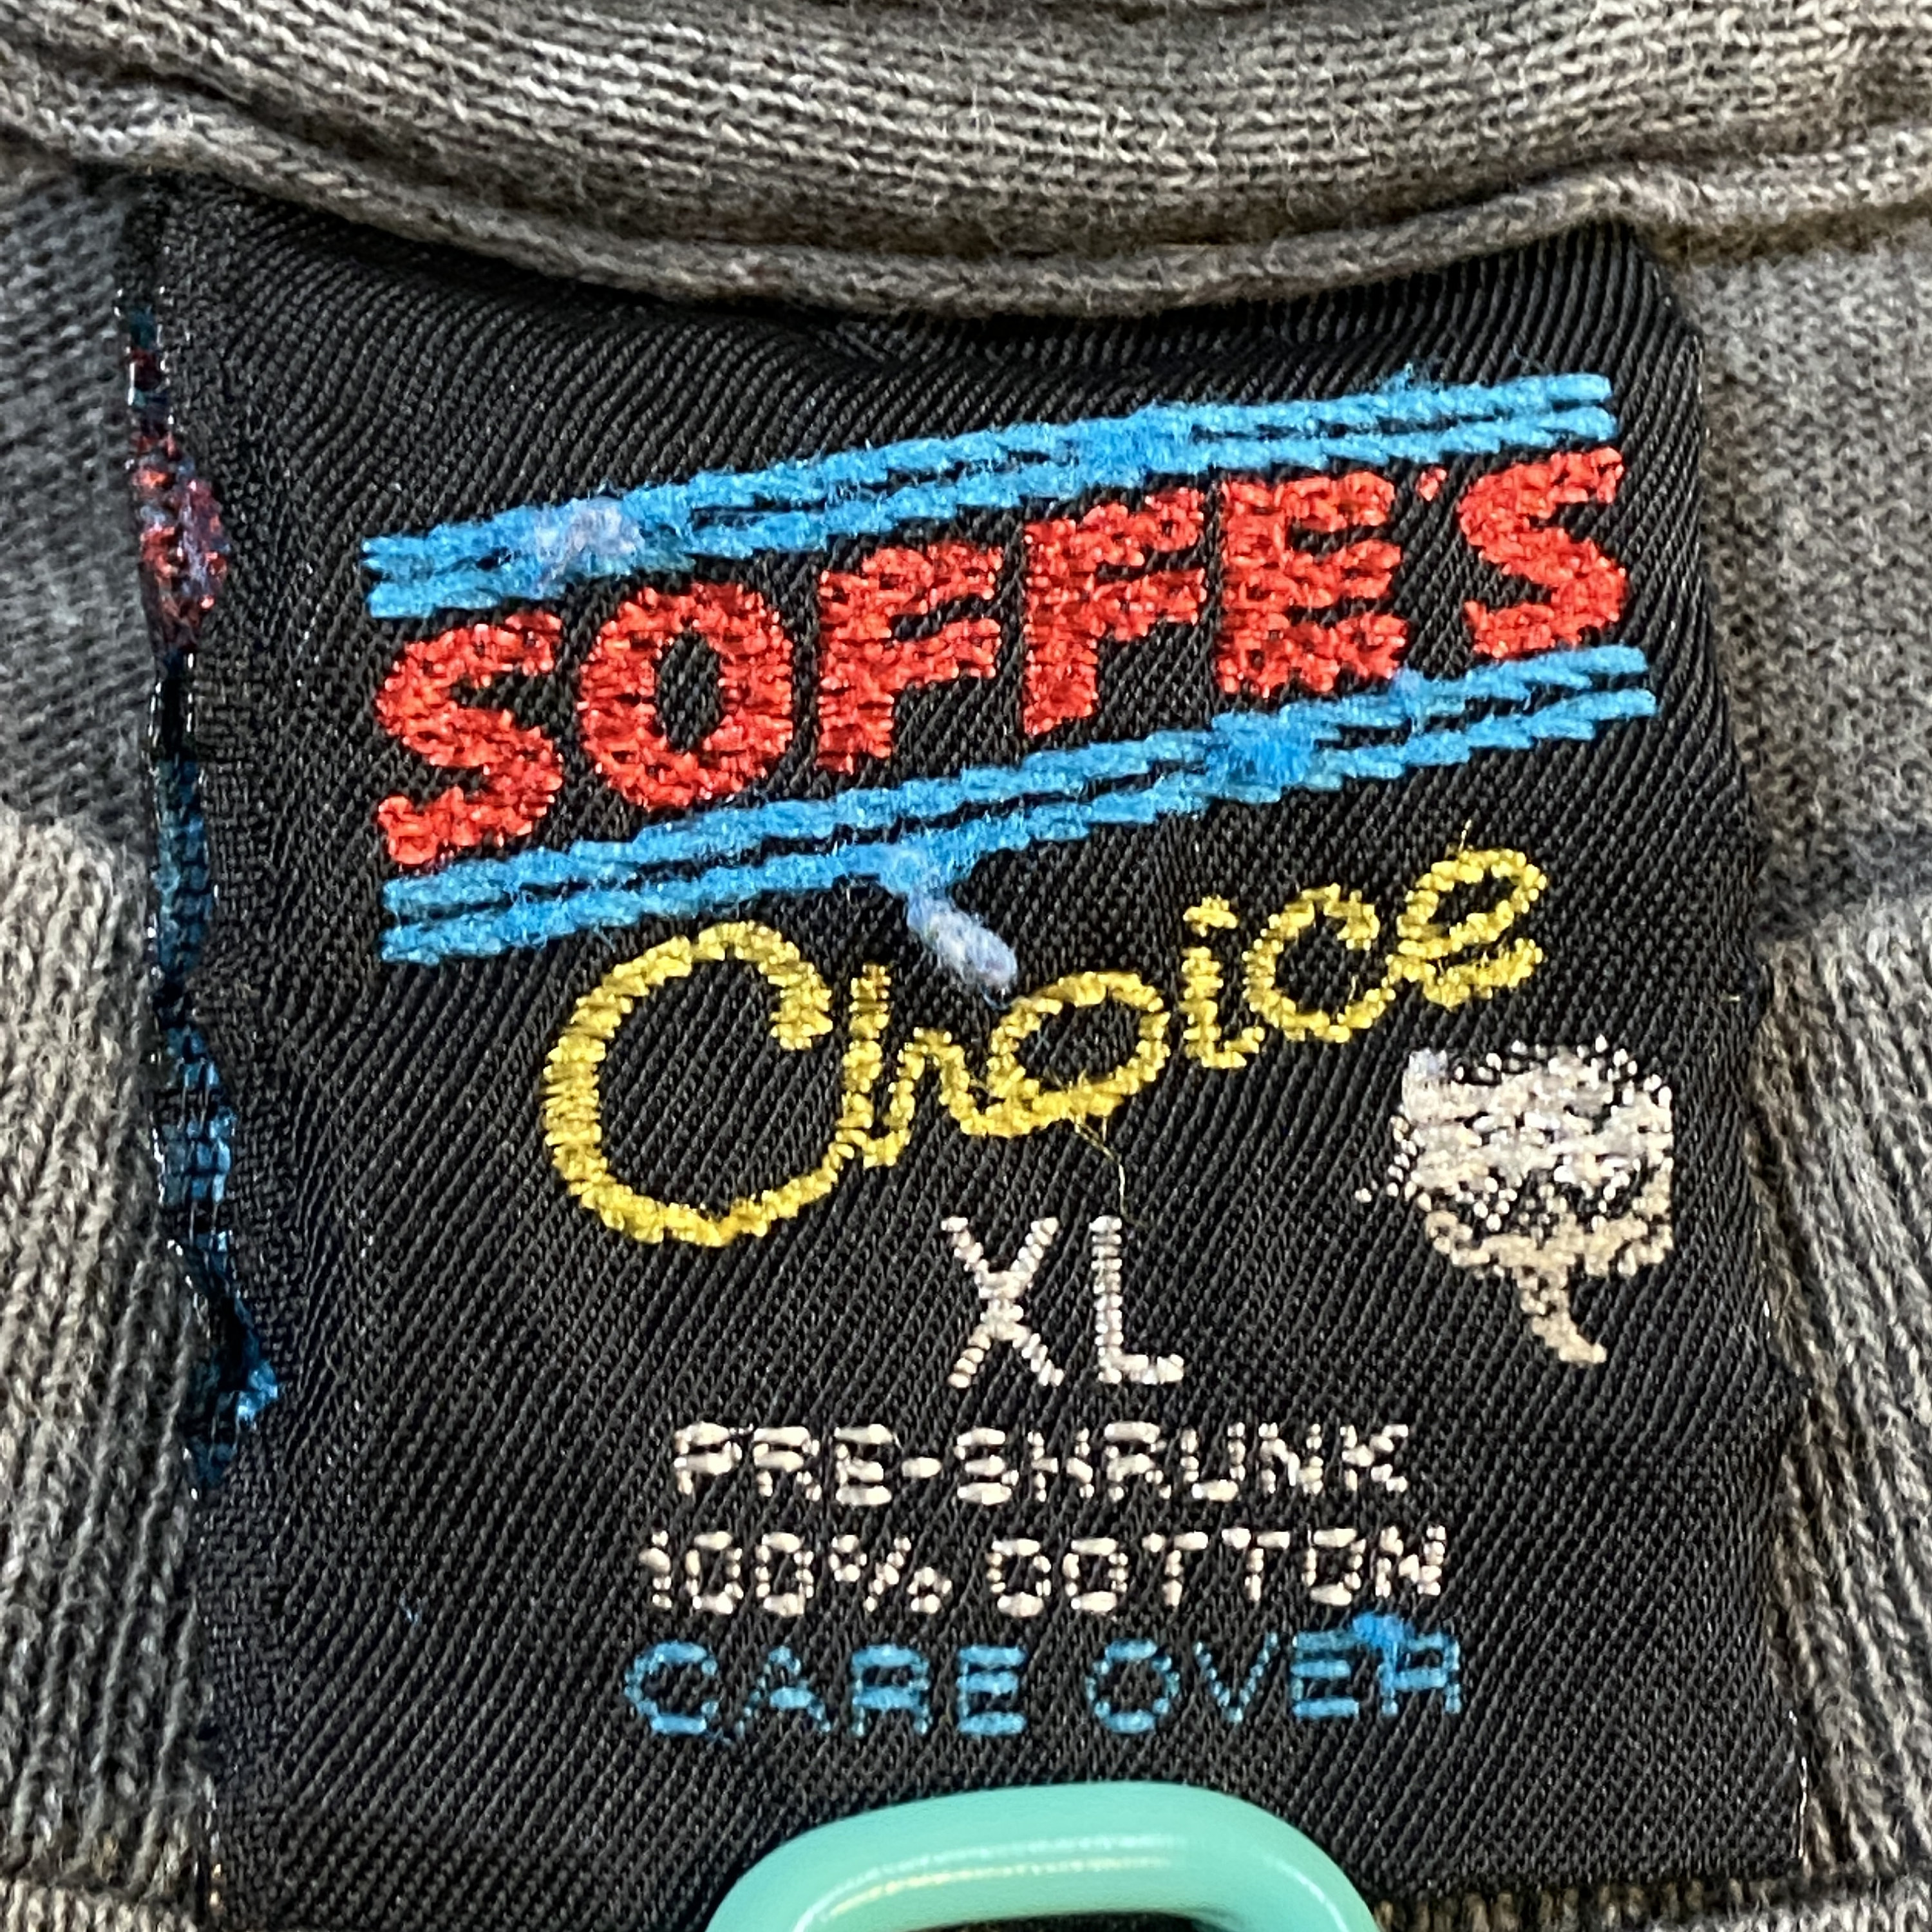 SOFFE'S
Choice
XL
PRE-SHRUNK
100% COTTON
CARE OVER